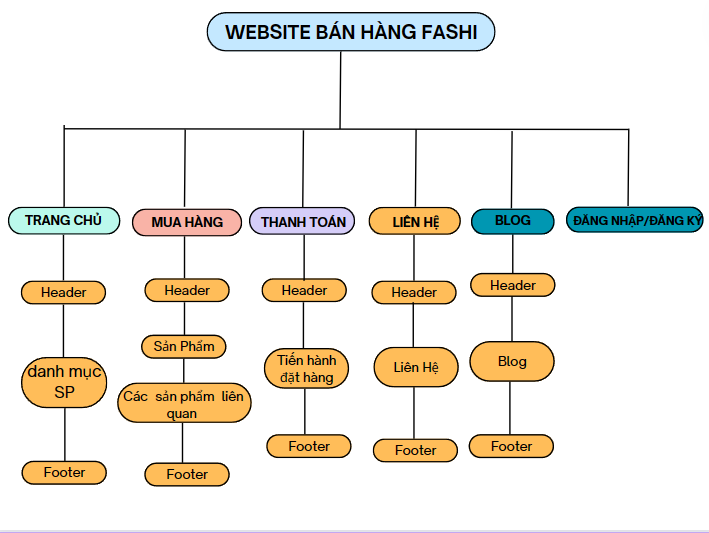 WEBSITE BÁN HÀNG FASHI
TRANG CHỦ
MUA HÀNG
THANH TOÁN
LIÊN HỆ
BLOG
ĐĂNG NHẬP/ĐĂNG KÝ
Header
Header
Header
Header
Header
danh mục
SP
Sản Phẩm
Các sản phẩm liên
quan
Tiến hành
đặt hàng
Liên Hệ
Blog
Footer
Footer
Footer
Footer
Footer